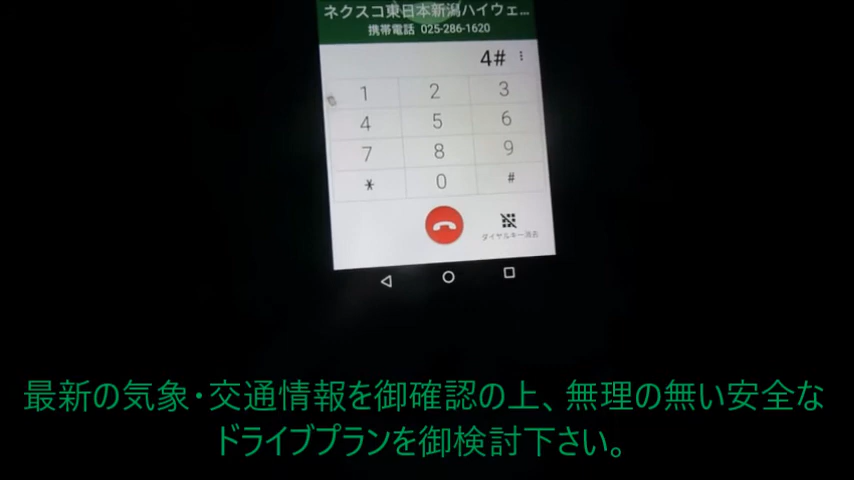 ネクスコ東日本新潟ハイウェ...
携帯電話 025-286-1620
4#
1 2 3
4 5 6
7 8 9
* 0 #
ダイヤルキー消去
最新の気象・交通情報を御確認の上、無理の無い安全な
ドライブプランを御検討下さい。